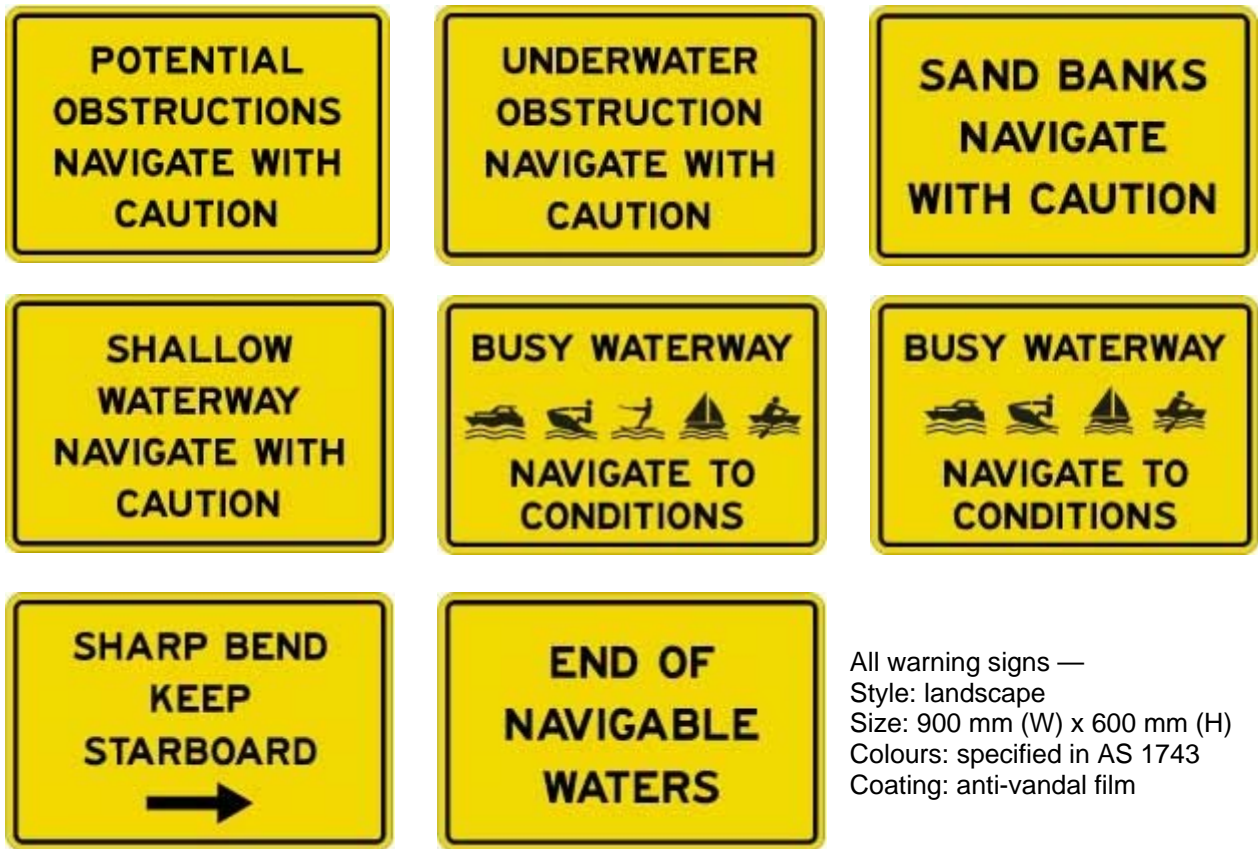 POTENTIAL
OBSTRUCTIONS
NAVIGATE WITH
CAUTION
UNDERWATER
OBSTRUCTION
NAVIGATE WITH
CAUTION
SAND BANKS
NAVIGATE
WITH CAUTION
SHALLOW
WATERWAY
NAVIGATE WITH
CAUTION
BUSY WATERWAY
NAVIGATE TO
CONDITIONS
BUSY WATERWAY
NAVIGATE TO
CONDITIONS
SHARP BEND
KEEP
STARBOARD
END OF
NAVIGABLE
WATERS
All warning signs —
Style: landscape
Size: 900 mm (W) x 600 mm (H)
Colours: specified in AS 1743
Coating: anti-vandal film